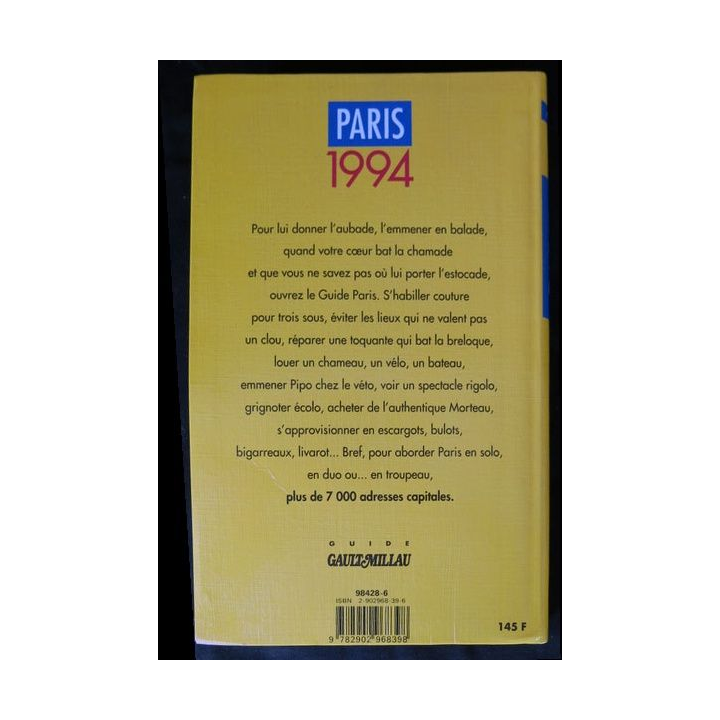 PARIS
1994
Pour lui donner l'aubade, l'emmener en balade,
quand votre cœur bat la chamade
et que vous ne savez pas où lui porter l'estocade,
ouvrez le Guide Paris. S'habiller couture
pour trois sous, éviter les lieux qui ne valent pas
un clou, réparer une toquante qui bat la breloque,
louer un chameau, un vélo, un bateau,
emmener Pipo chez le véto, voir un spectacle rigolo,
grignoter écolo, acheter de l'authentique Morteau,
s'approvisionner en escargots, bulots,
bigarreaux, livarot... Bref, pour aborder Paris en solo,
en duo ou... en troupeau,
plus de 7 000 adresses capitales.
GUIDE
GAULT-MILLAU
98428-6
ISBN 2-902968-39-6
9 782902 968398
145 F